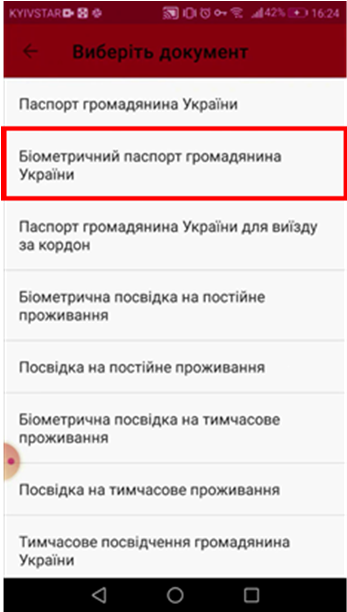 KYIVSTAR 42% 16:24
Виберіть документ
Паспорт громадянина України
Біометричний паспорт громадянина
України
Паспорт громадянина України для виїзду
за кордон
Біометрична посвідка на постійне
проживання
Посвідка на постійне проживання
Біометрична посвідка на тимчасове
проживання
Посвідка на тимчасове проживання
Тимчасове посвідчення громадянина
України